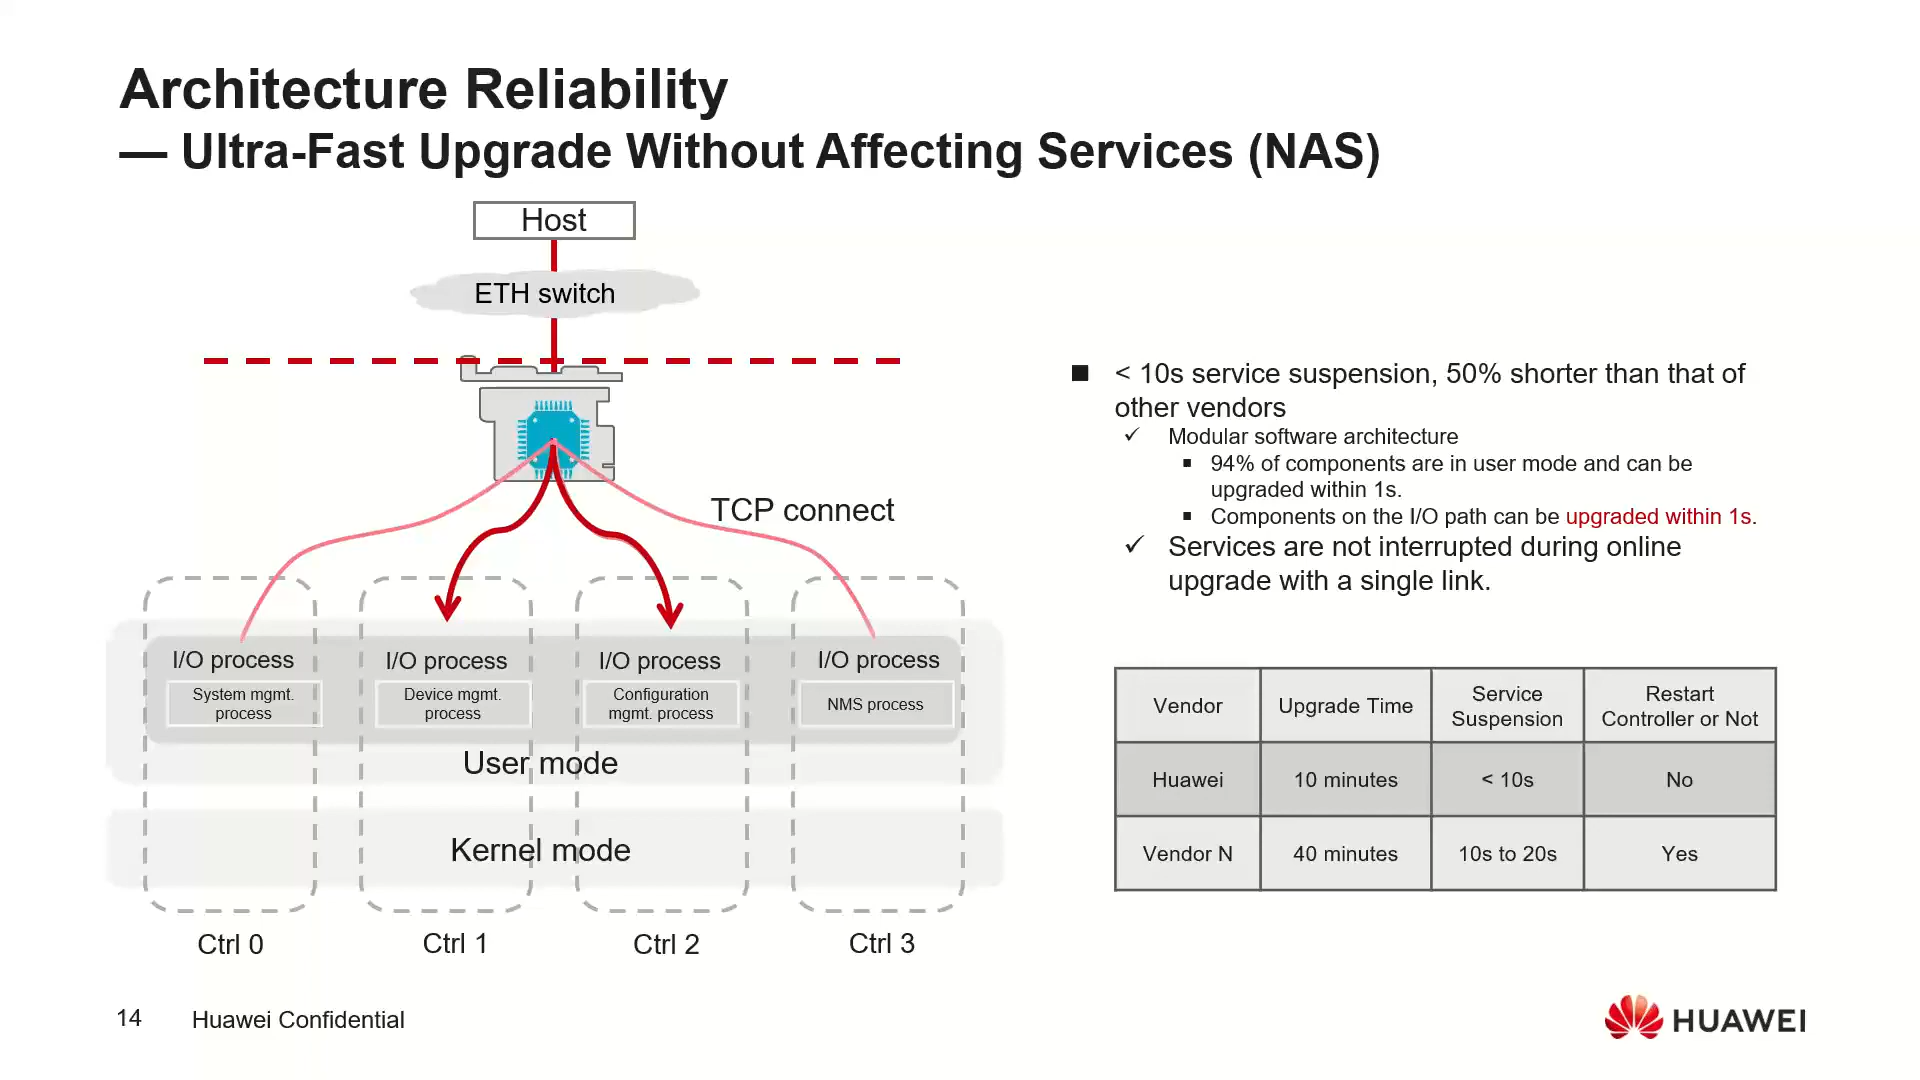 Architecture Reliability
— Ultra-Fast Upgrade Without Affecting Services (NAS)
Host
ETH switch
TCP connect
I/O process
System mgmt.
process
I/O process
Device mgmt.
process
I/O process
Configuration
mgmt. process
I/O process
NMS process
User mode
Kernel mode
Ctrl 0
Ctrl 1
Ctrl 2
Ctrl 3
■ < 10s service suspension, 50% shorter than that of
other vendors
✓ Modular software architecture
▪ 94% of components are in user mode and can be
upgraded within 1s.
▪ Components on the I/O path can be upgraded within 1s.
✓ Services are not interrupted during online
upgrade with a single link.
Vendor Upgrade Time Service Suspension Restart Controller or Not
Huawei 10 minutes < 10s No
Vendor N 40 minutes 10s to 20s Yes
14 Huawei Confidential
HUAWEI